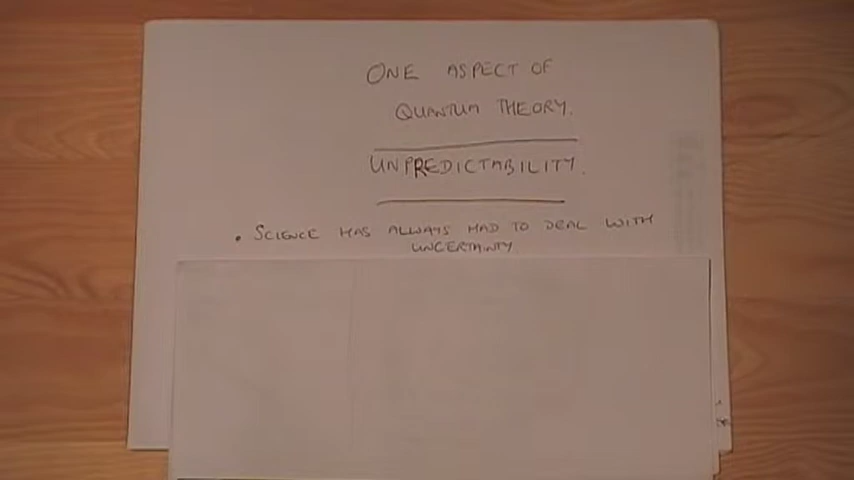 ONE ASPECT OF
QUANTUM THEORY.
UNPREDICTABILITY.
• SCIENCE HAS ALWAYS HAD TO DEAL WITH
UNCERTAINTY